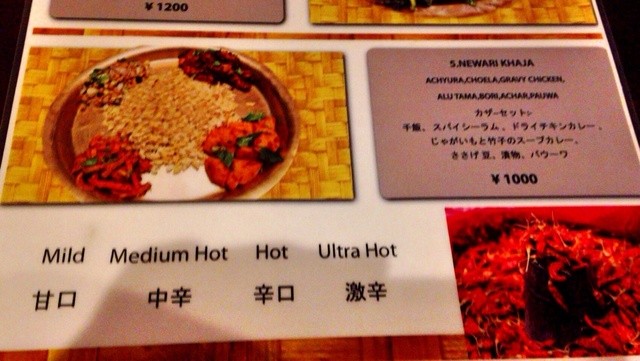 ¥1200
5.NEWARI KHAJA
ACHYURA,CHOELA,GRAVY CHICKEN,
ALU TAMA,BORI,ACHAR,PAUWA
カザーセット▷
干飯、スパイシーラム、ドライチキンカレー、
じゃがいもと竹子のスープカレー、
ささげ豆、漬物、パウーワ
¥1000
Mild Medium Hot Hot Ultra Hot
甘口 中辛 辛口 激辛